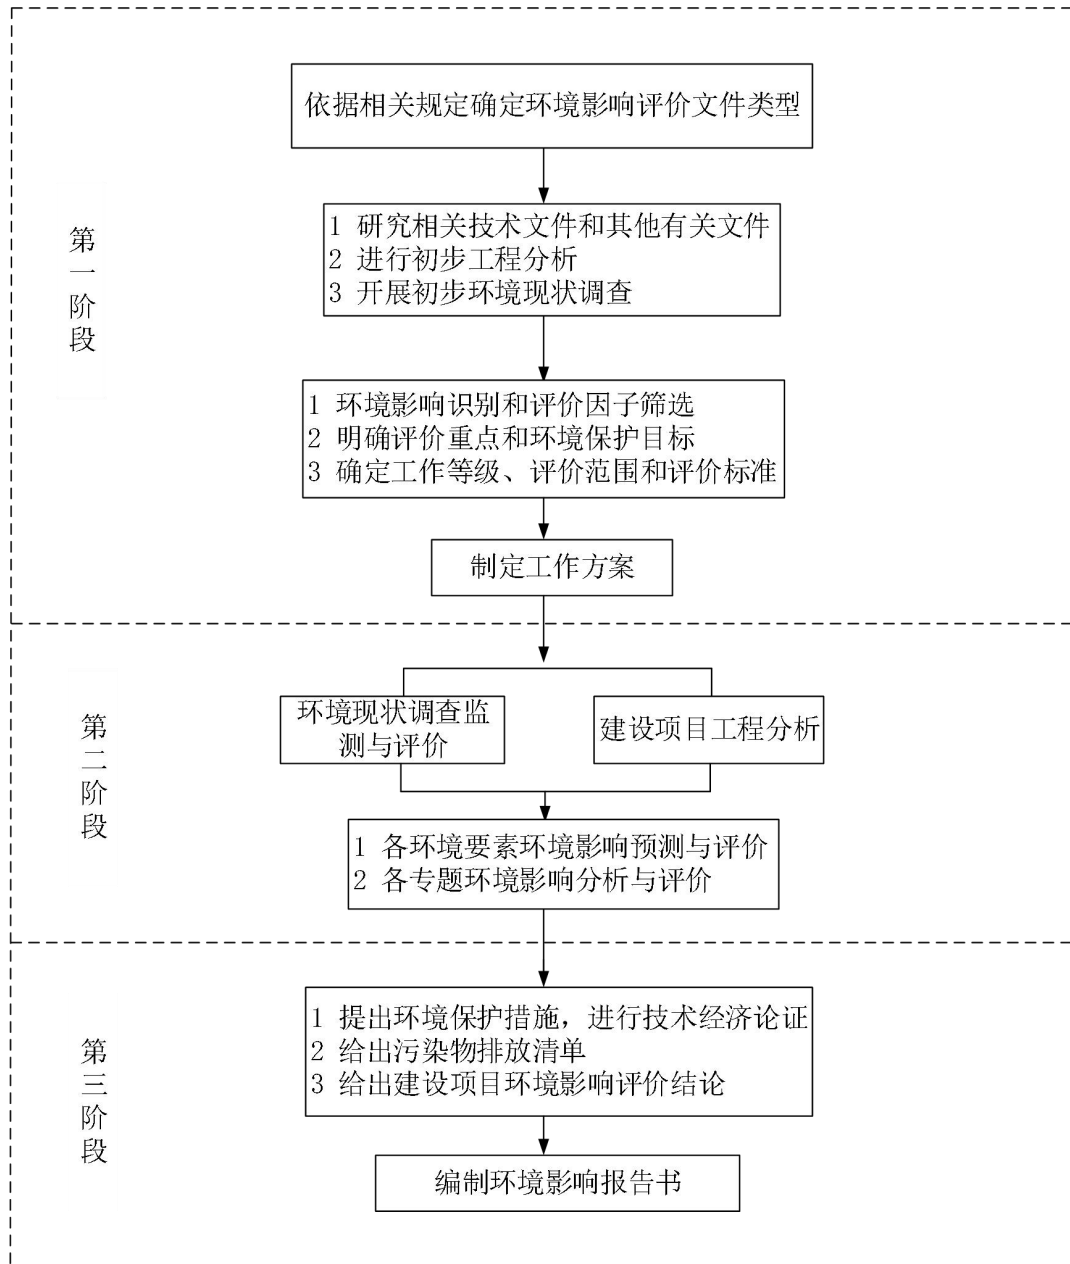 依据相关规定确定环境影响评价文件类型
第一阶段
1 研究相关技术文件和其他有关文件
2 进行初步工程分析
3 开展初步环境现状调查
1 环境影响识别和评价因子筛选
2 明确评价重点和环境保护目标
3 确定工作等级、评价范围和评价标准
制定工作方案
第二阶段
环境现状调查监
测与评价
建设项目工程分析
1 各环境要素环境影响预测与评价
2 各专题环境影响分析与评价
第三阶段
1 提出环境保护措施，进行技术经济论证
2 给出污染物排放清单
3 给出建设项目环境影响评价结论
编制环境影响报告书